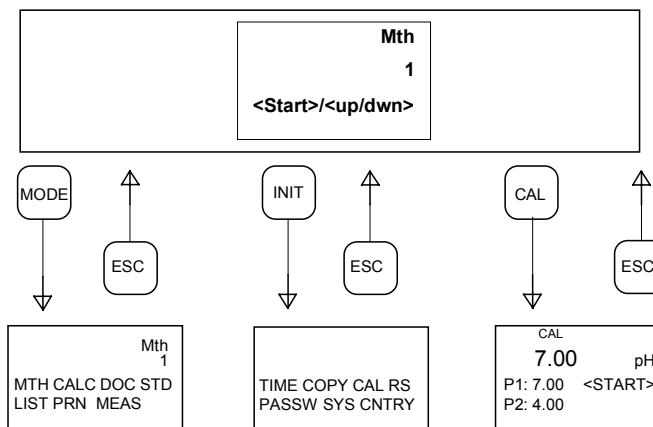 Mth
1
<Start>/<up/dwn>
MODE
INIT
CAL
ESC
ESC
ESC
Mth
1
MTH CALC DOC STD
LIST PRN MEAS
TIME COPY CAL RS
PASSW SYS CNTRY
CAL
7.00 pH
P1: 7.00 <START>
P2: 4.00